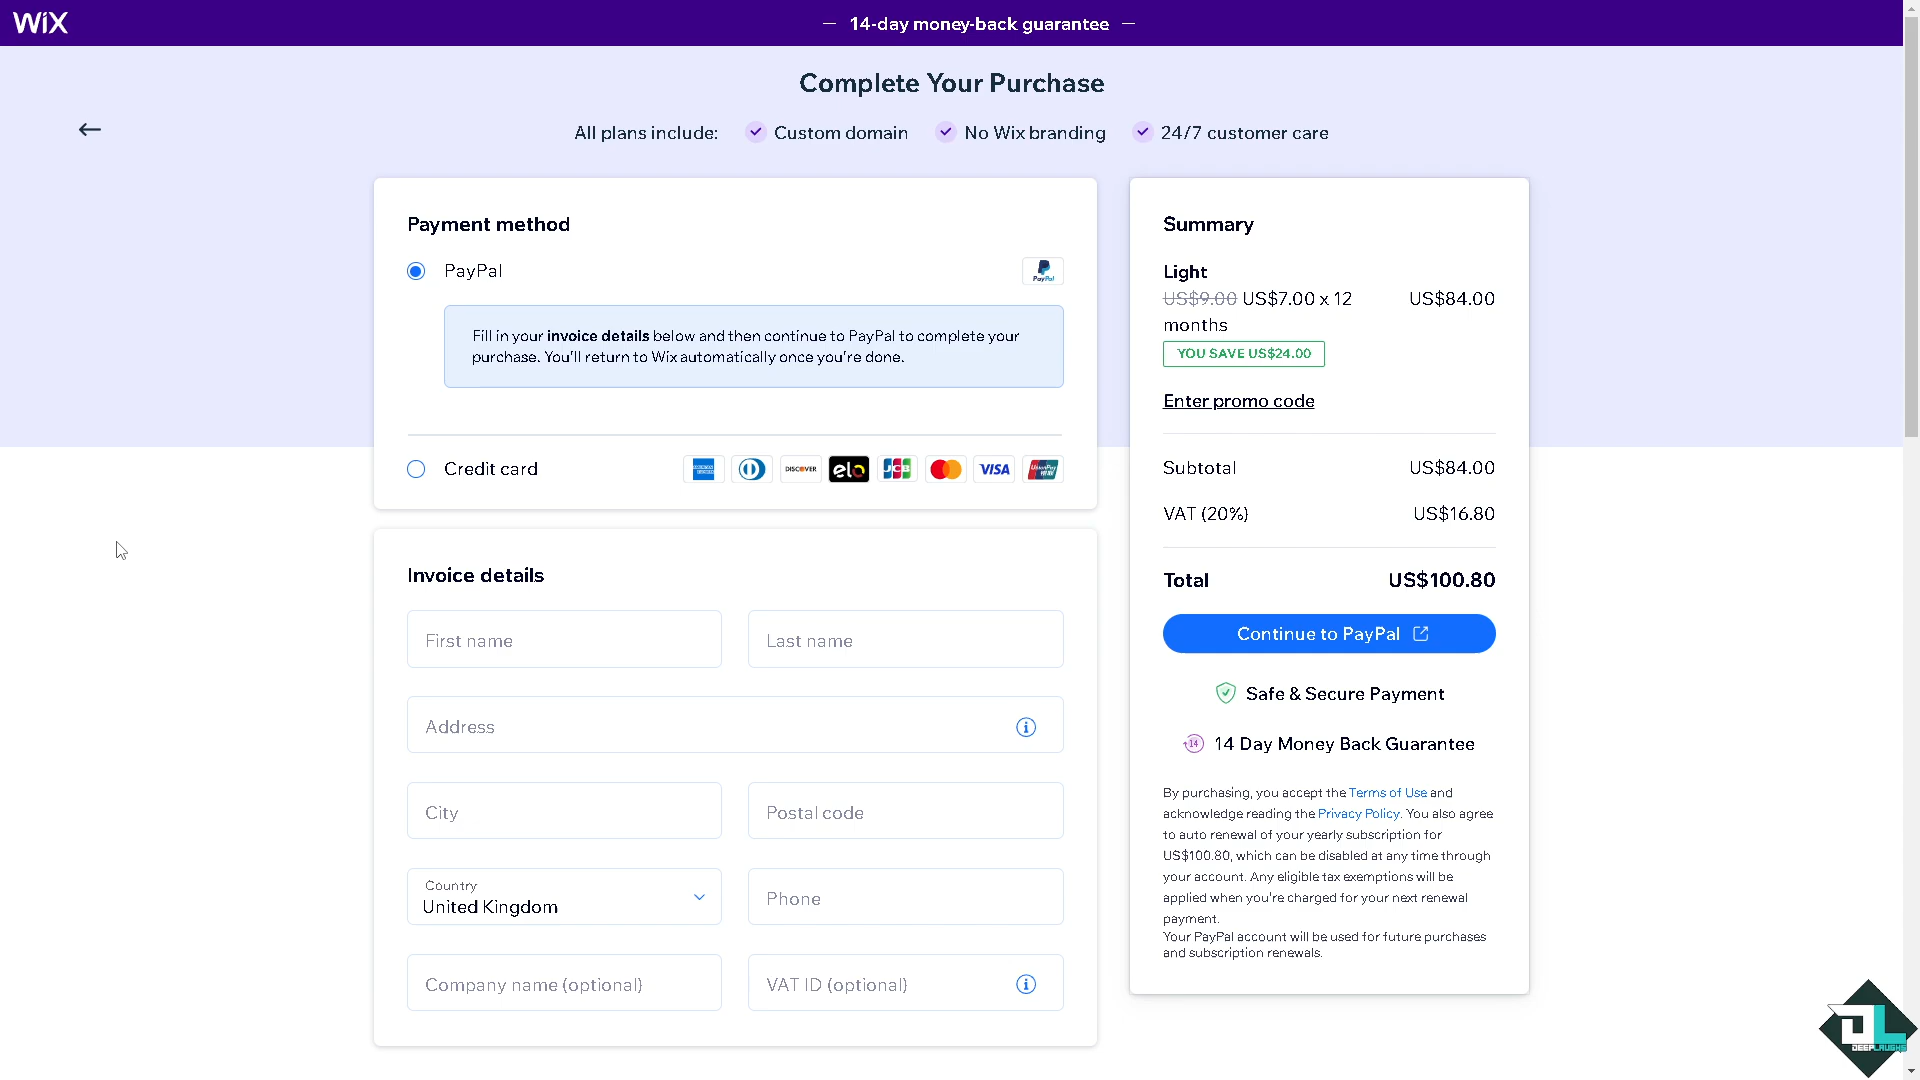 WiX
14-day money-back guarantee
Complete Your Purchase
All plans include: Custom domain No Wix branding 24/7 customer care
Payment method
PayPal
PayPal
Fill in your invoice details below and then continue to PayPal to complete your
purchase. You'll return to Wix automatically once you're done.
Credit card
DISCOVER
elo
JCB
VISA
UnionPay
Invoice details
First name
Last name
Address
City
Postal code
Country
United Kingdom
Phone
Company name (optional)
VAT ID (optional)
Summary
Light
US$9.00 US$7.00 x 12 US$84.00
months
YOU SAVE US$24.00
Enter promo code
Subtotal US$84.00
VAT (20%) US$16.80
Total US$100.80
Continue to PayPal
Safe & Secure Payment
14
14 Day Money Back Guarantee
By purchasing, you accept the Terms of Use and
acknowledge reading the Privacy Policy. You also agree
to auto renewal of your yearly subscription for
US$100.80, which can be disabled at any time through
your account. Any eligible tax exemptions will be
applied when you're charged for your next renewal
payment.
Your PayPal account will be used for future purchases
and subscription renewals.
DL
DEEPLAUGHS